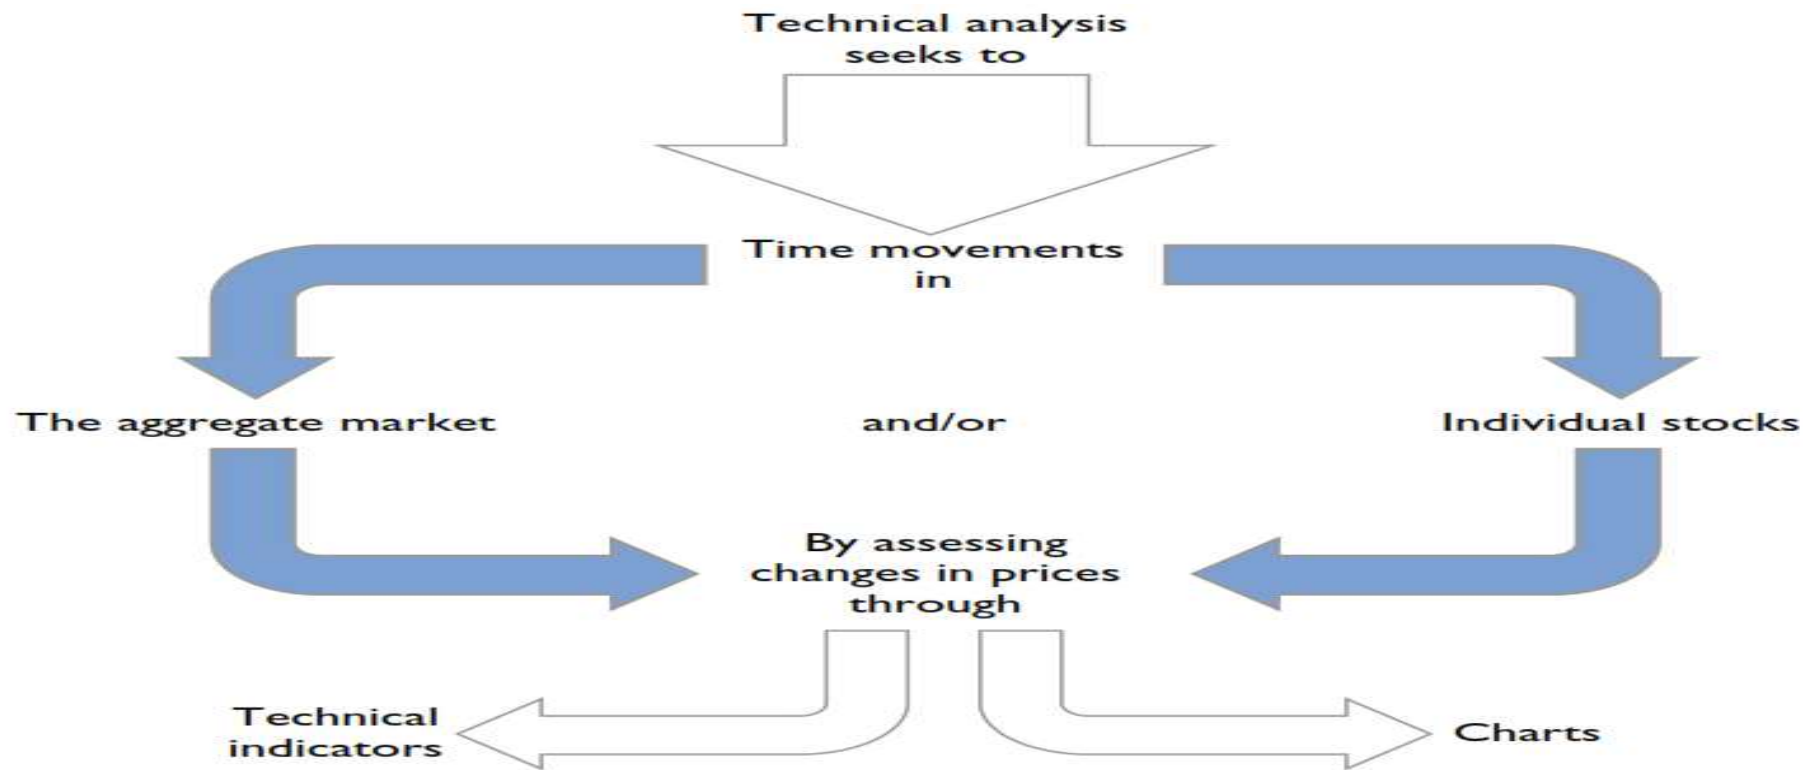 Technical analysis
seeks to
Time movements
in
The aggregate market
and/or
Individual stocks
By assessing
changes in prices
through
Technical
indicators
Charts